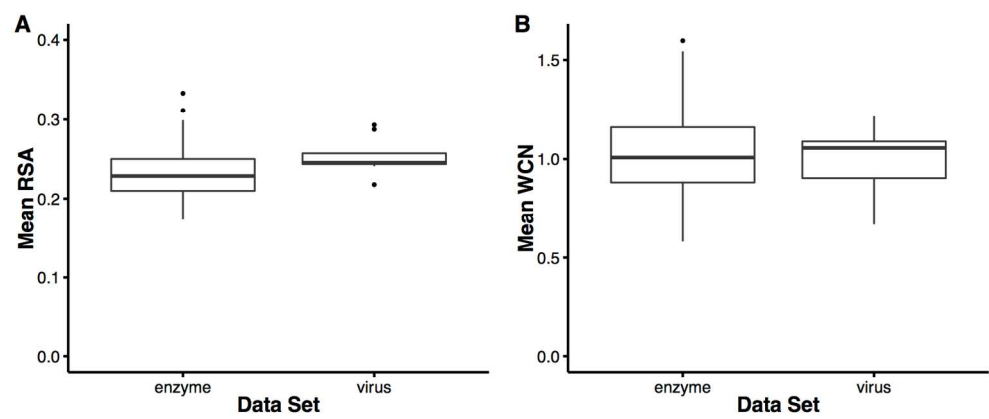 A
Mean RSA
0.4
0.3
0.2
0.1
0.0
enzyme virus
Data Set
B
Mean WCN
1.5
1.0
0.5
0.0
enzyme virus
Data Set